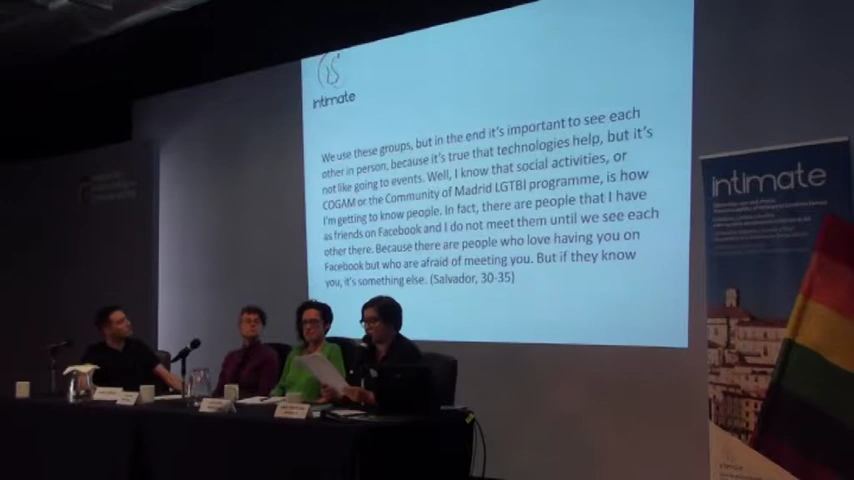 intimate
We use these groups, but in the end it's important to see each
other in person, because it's true that technologies help, but it's
not like going to events. Well, I know that social activities, or
COGAM or the Community of Madrid LGTBI programme, is how
I'm getting to know people. In fact, there are people that I have
as friends on Facebook and I do not meet them until we see each
other there. Because there are people who love having you on
Facebook but who are afraid of meeting you. But if they know
you, it's something else. (Salvador, 30-35)
intimate